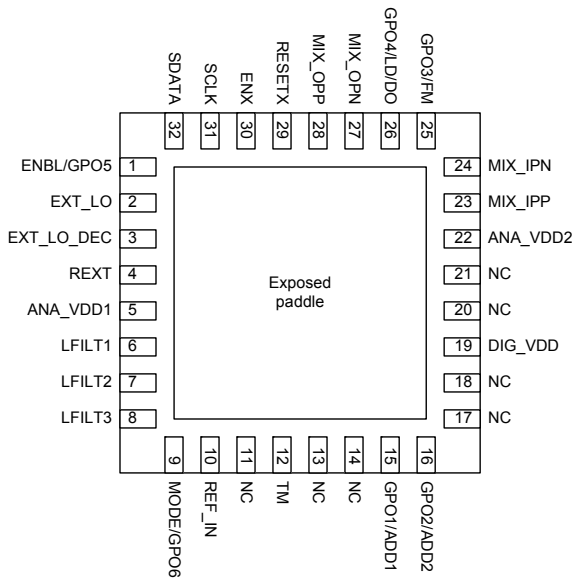 SDATA
SCLK
ENX
RESETX
MIX_OPP
MIX_OPN
GPO4/LD/DO
GPO3/FM
32
31
30
29
28
27
26
25
ENBL/GPO5 1
EXT_LO 2
EXT_LO_DEC 3
REXT 4
ANA_VDD1 5
LFILT1 6
LFILT2 7
LFILT3 8
Exposed
paddle
24 MIX_IPN
23 MIX_IPP
22 ANA_VDD2
21 NC
20 NC
19 DIG_VDD
18 NC
17 NC
9
10
11
12
13
14
15
16
MODE/GPO6
REF_IN
NC
TM
NC
NC
GPO1/ADD1
GPO2/ADD2